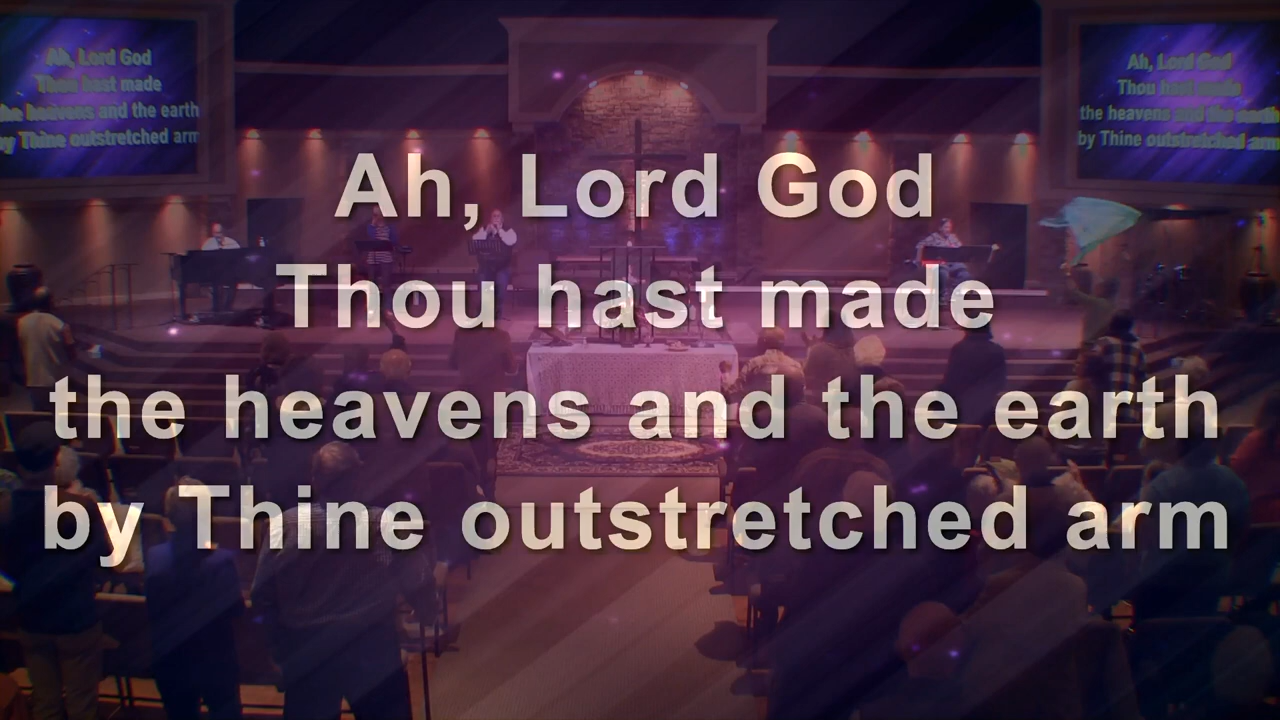 Ah, Lord God
Thou hast made
the heavens and the earth
by Thine outstretched arm
Ah, Lord God
Thou hast made
the heavens and the earth
by Thine outstretched arm
Ah, Lord God
Thou hast made
the heavens and the earth
by Thine outstretched arm